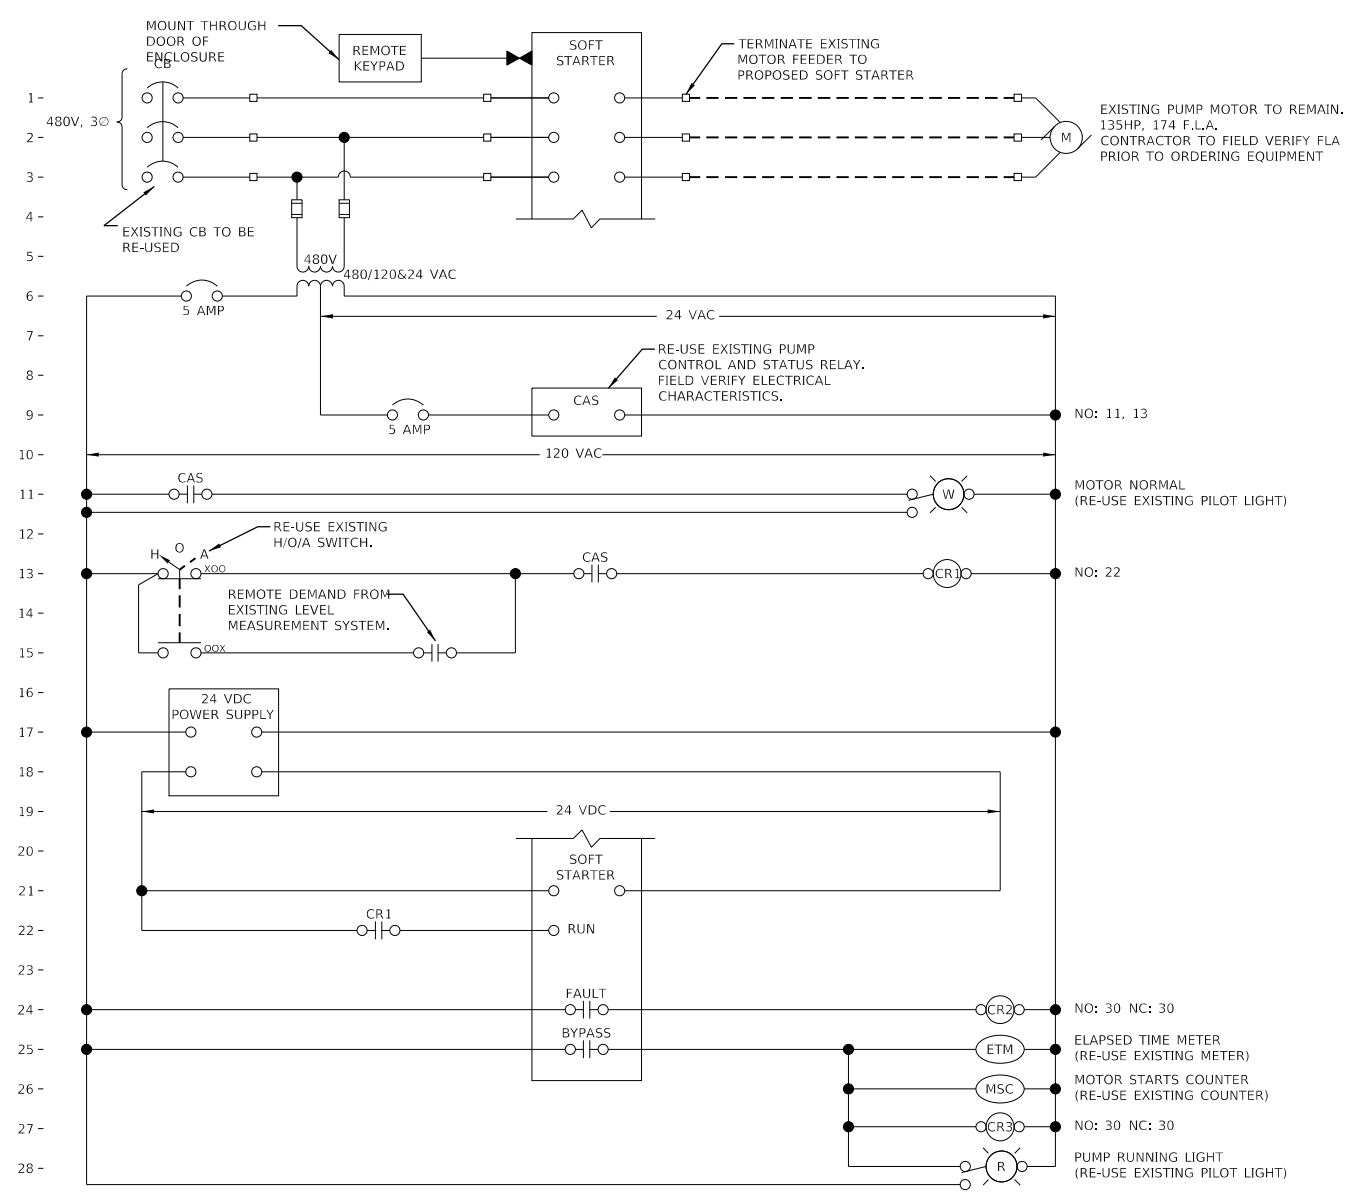 MOUNT THROUGH
DOOR OF
ENCLOSURE
REMOTE
KEYPAD
SOFT
STARTER
TERMINATE EXISTING
MOTOR FEEDER TO
PROPOSED SOFT STARTER
CB
1
480V, 3∅
2
3
M
EXISTING PUMP MOTOR TO REMAIN.
135HP, 174 F.L.A.
CONTRACTOR TO FIELD VERIFY FLA
PRIOR TO ORDERING EQUIPMENT
4
EXISTING CB TO BE
RE-USED
5
480V
480/120&24 VAC
6
5 AMP
24 VAC
7
RE-USE EXISTING PUMP
CONTROL AND STATUS RELAY.
FIELD VERIFY ELECTRICAL
CHARACTERISTICS.
8
CAS
9
5 AMP
NO: 11, 13
10
120 VAC
CAS
11
W
MOTOR NORMAL
(RE-USE EXISTING PILOT LIGHT)
12
RE-USE EXISTING
H/O/A SWITCH.
H
O
A
13
XOO
CAS
CR1
NO: 22
14
REMOTE DEMAND FROM
EXISTING LEVEL
MEASUREMENT SYSTEM.
15
OOX
16
24 VDC
POWER SUPPLY
17
18
19
24 VDC
20
SOFT
STARTER
21
CR1
22
RUN
23
FAULT
24
CR2
NO: 30 NC: 30
BYPASS
25
ETM
ELAPSED TIME METER
(RE-USE EXISTING METER)
26
MSC
MOTOR STARTS COUNTER
(RE-USE EXISTING COUNTER)
27
CR3
NO: 30 NC: 30
28
R
PUMP RUNNING LIGHT
(RE-USE EXISTING PILOT LIGHT)